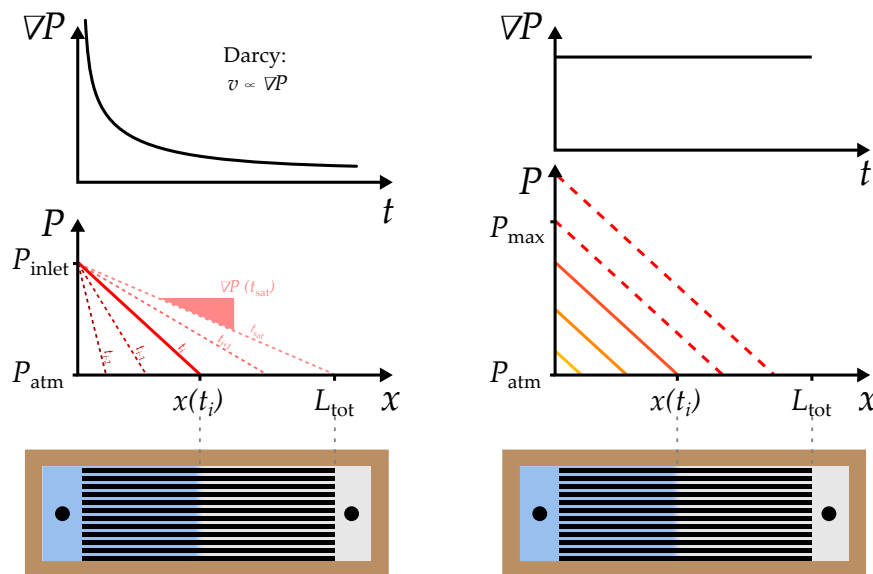 ∇P
Darcy:
v ∝ ∇P
t
P
P_inlet
∇P (t_sat)
t_sat
t_i
P_atm
x(t_i)
L_tot
x
∇P
t
P
P_max
P_atm
x(t_i)
L_tot
x